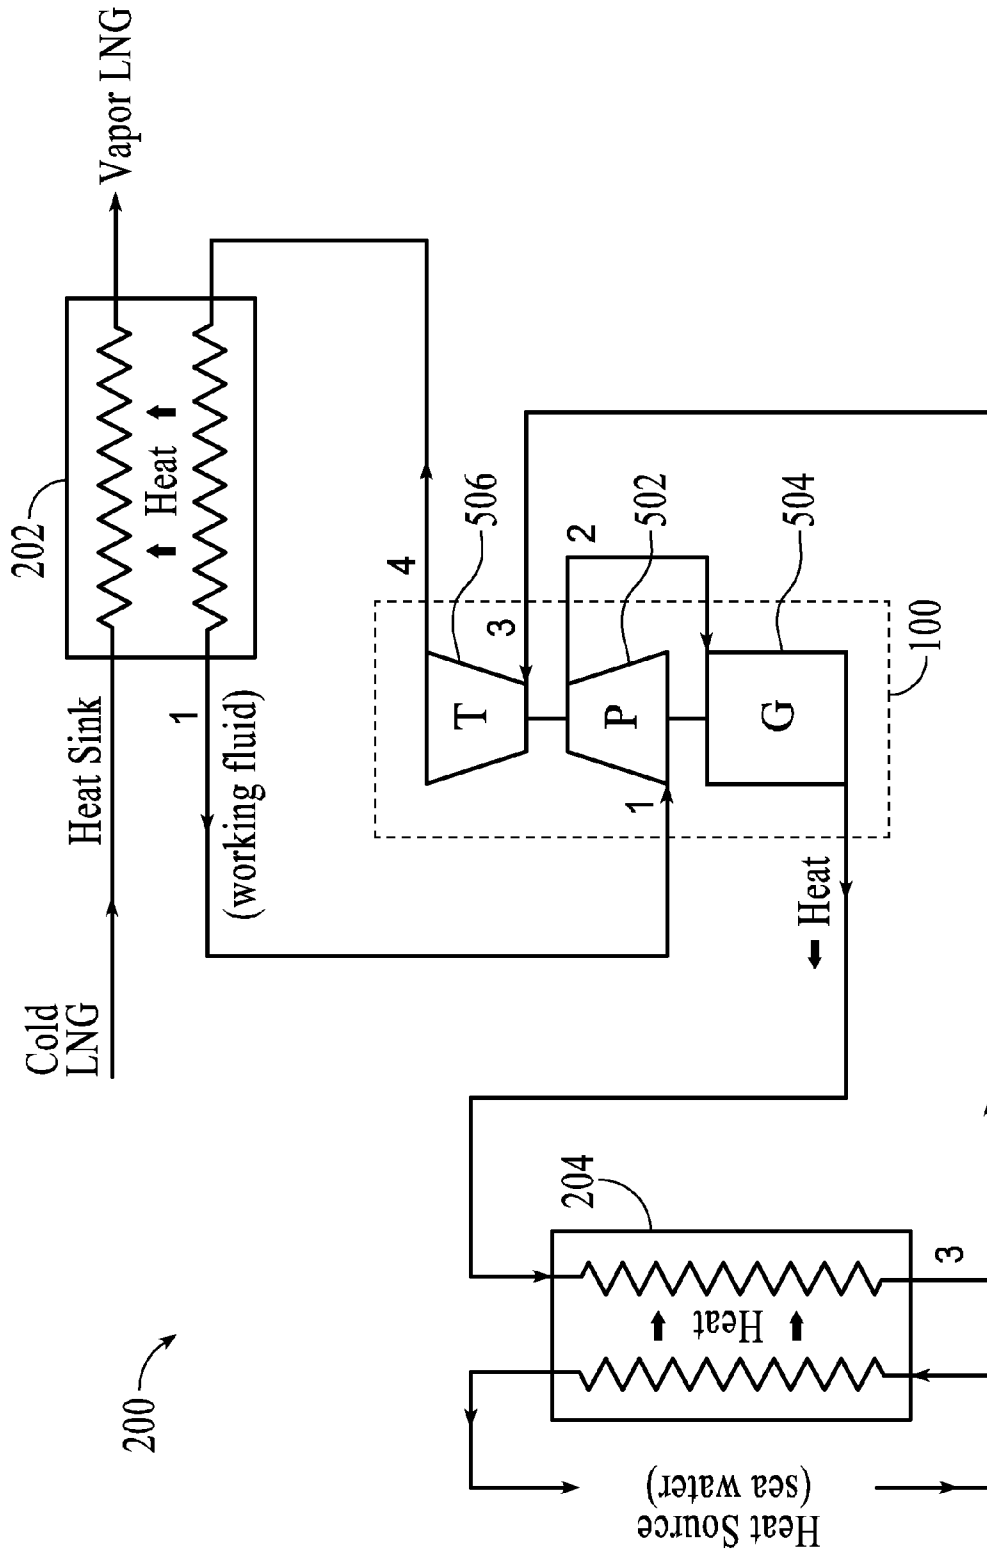 200
Cold
LNG
Heat Sink
1
(working fluid)
202
Heat
Vapor LNG
4
506
3
T
2
502
1
P
504
G
100
Heat
204
Heat
3
Heat Source
(sea water)